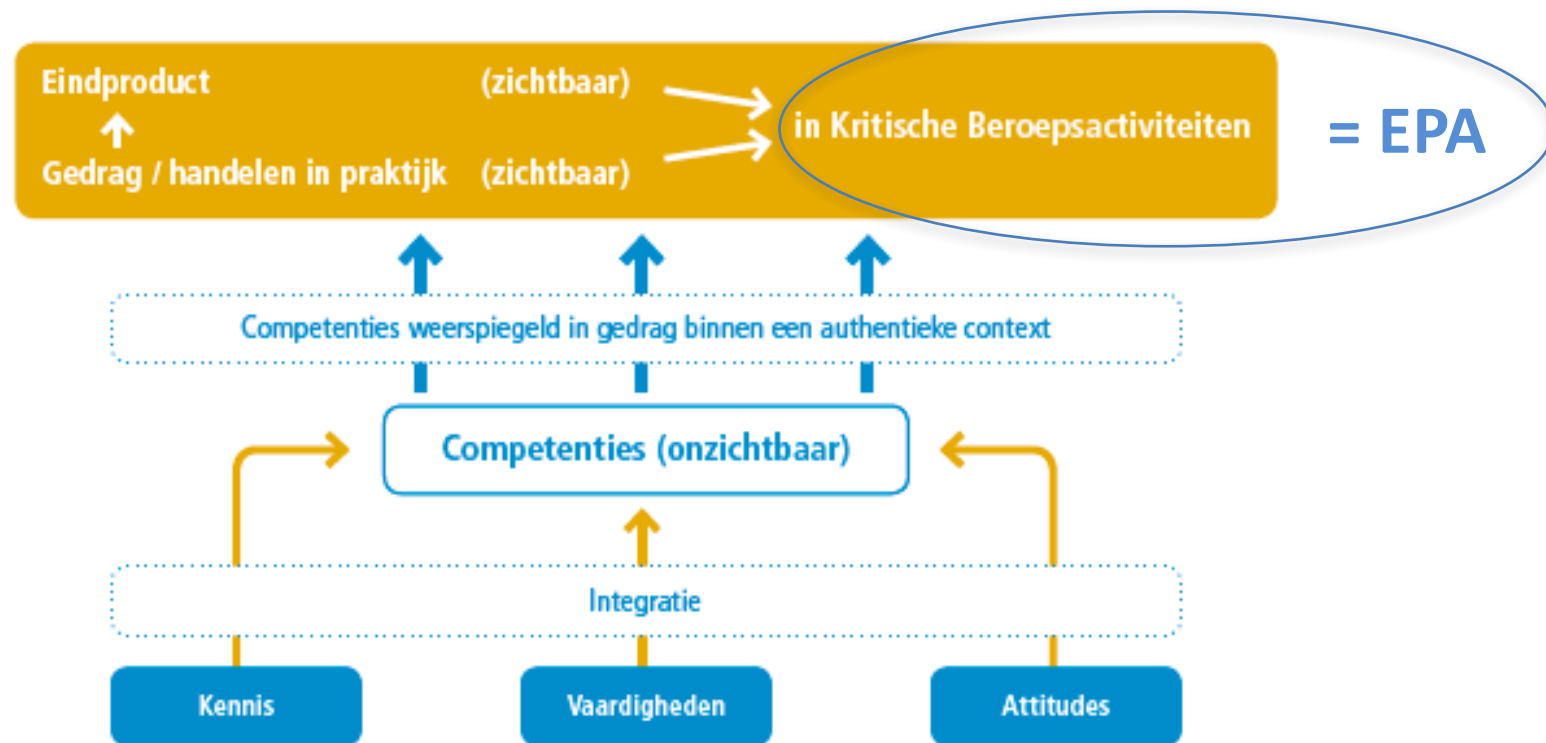 Eindproduct (zichtbaar)
in Kritische Beroepsactiviteiten = EPA
Gedrag / handelen in praktijk (zichtbaar)
Competenties weerspiegeld in gedrag binnen een authentieke context
Competenties (onzichtbaar)
Integratie
Kennis Vaardigheden Attitudes